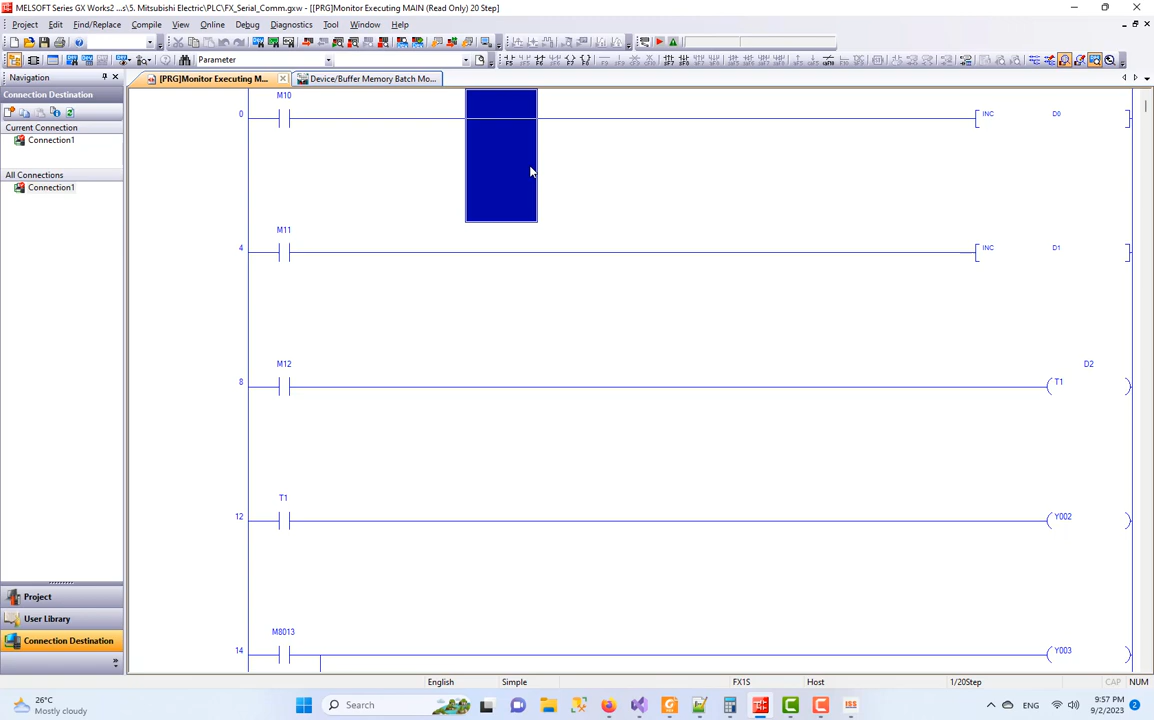 MELSOFT Series GX Works2 ...s\5. Mitsubishi Electric\PLC\FX_Serial_Comm.gxw - [[PRG]Monitor Executing MAIN (Read Only) 20 Step]
Project Edit Find/Replace Compile View Online Debug Diagnostics Tool Window Help
Parameter
Navigation
[PRG]Monitor Executing M...
Device/Buffer Memory Batch Mo...
Connection Destination
Current Connection
Connection1
All Connections
Connection1
M10
0
INC D0
M11
4
INC D1
M12
D2
8
T1
T1
12
Y002
M8013
14
Y003
Project
User Library
Connection Destination
English Simple FX1S Host 1/20Step CAP NUM
26°C
Mostly cloudy
Search
ENG
9:57 PM
9/2/2023
2